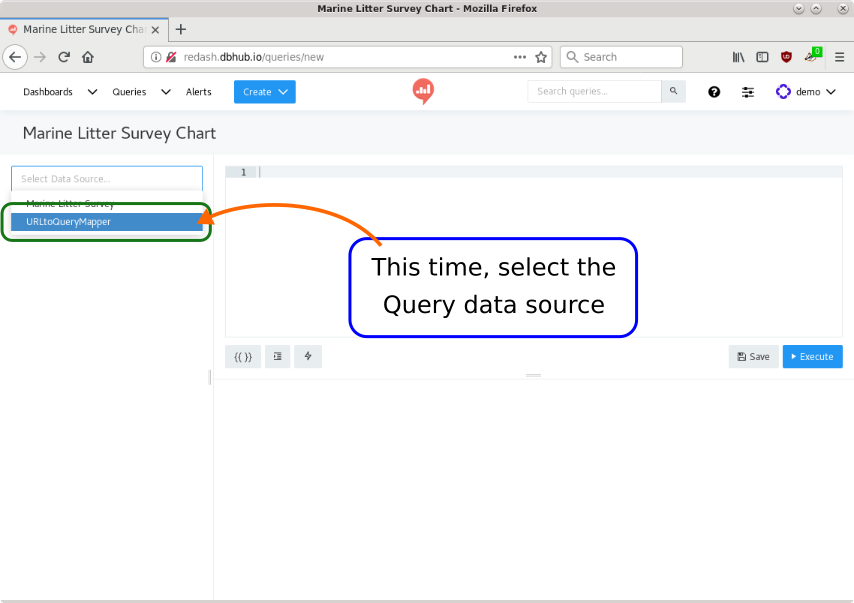 Marine Litter Survey Chart - Mozilla Firefox
Marine Litter Survey Cha
redash.dbhub.io/queries/new
Search
0
Dashboards Queries Alerts Create
Search queries...
demo
Marine Litter Survey Chart
Select Data Source...
1
Marine Litter Survey
URLtoQueryMapper
This time, select the
Query data source
{{ }}
Save
Execute